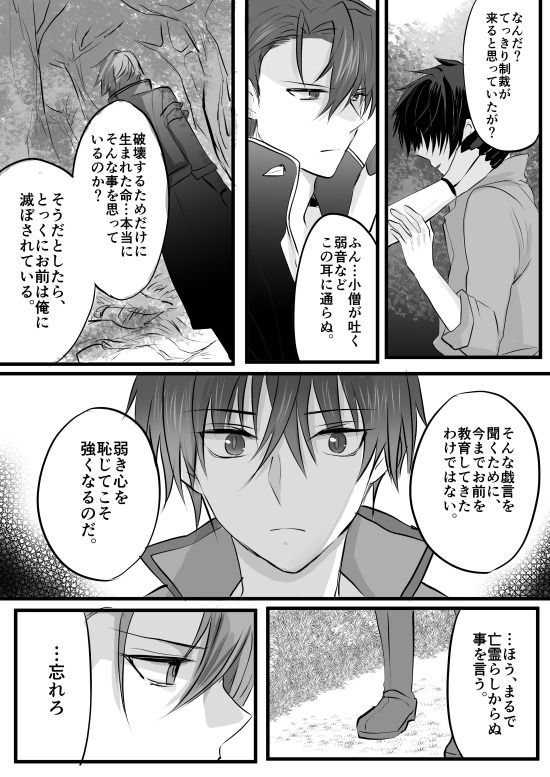 なんだ？
てっきり制裁が
来ると思っていたが？
ふん…小僧が吐く
弱音など
この耳に通らぬ。
破壊するためだけに
生まれた命…本当に
そんな事を思って
いるのか？
そうだとしたら、
とっくにお前は俺に
滅ぼされている。
そんな戯言を
聞くために、
今までお前を
教育してきた
わけではない。
弱き心を
恥じてこそ
強くなるのだ。
…ほう、まるで
亡霊らしからぬ
事を言う。
…忘れろ